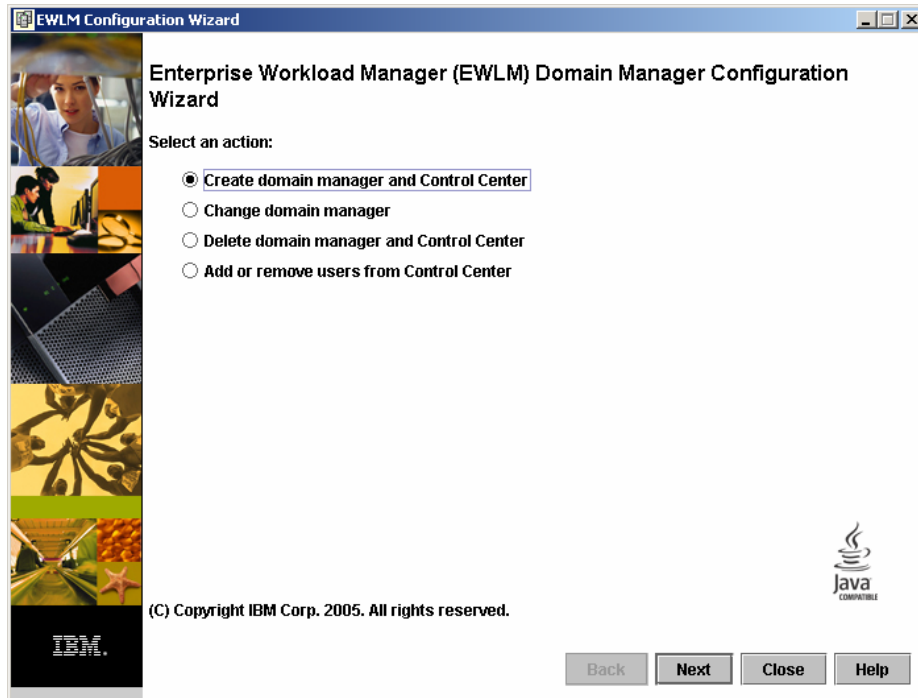 EWLM Configuration Wizard
Enterprise Workload Manager (EWLM) Domain Manager Configuration
Wizard
Select an action:
Create domain manager and Control Center
Change domain manager
Delete domain manager and Control Center
Add or remove users from Control Center
Java
COMPATIBLE
(C) Copyright IBM Corp. 2005. All rights reserved.
IBM.
Back Next Close Help